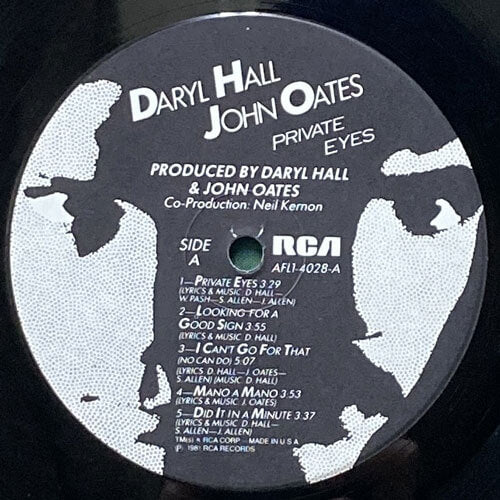 DARYL HALL
JOHN OATES
PRIVATE
EYES
PRODUCED BY DARYL HALL
& JOHN OATES
Co-Production: Neil Kernon
SIDE
A
RCA
AFL1-4028-A
1—PRIVATE EYES 3:29
(LYRICS & MUSIC: D. HALL—
W. PASH—S. ALLEN—J. ALLEN)
2—LOOKING FOR A
GOOD SIGN 3:55
(LYRICS & MUSIC: D. HALL)
3—I CAN'T GO FOR THAT
(NO CAN DO) 5:07
(LYRICS: D. HALL—J. OATES—
S. ALLEN) (MUSIC: D. HALL)
4—MANO A MANO 3:53
(LYRICS & MUSIC: J. OATES)
5—DID IT IN A MINUTE 3:37
(LYRICS & MUSIC: D. HALL—
S. ALLEN—J. ALLEN)
TM(s) ® RCA CORP.—MADE IN U.S.A.
℗ 1981 RCA RECORDS